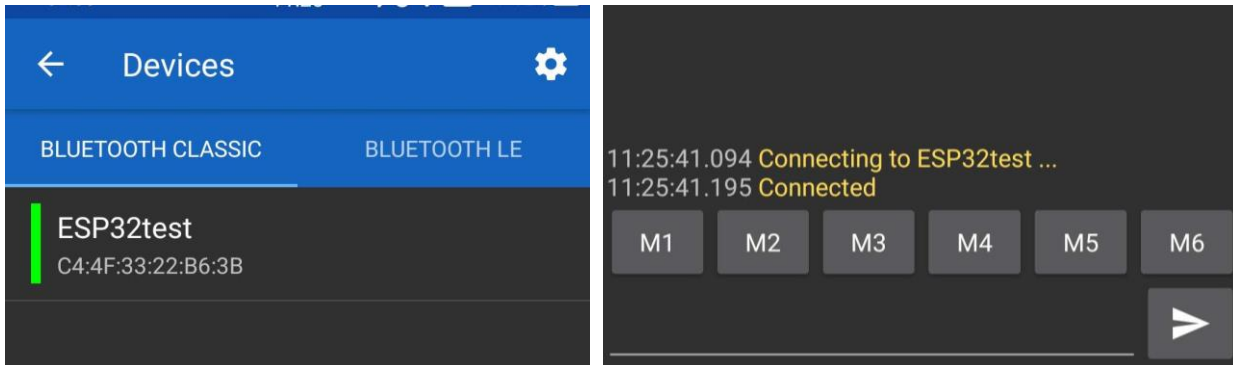 Devices
BLUETOOTH CLASSIC BLUETOOTH LE
ESP32test
C4:4F:33:22:B6:3B
11:25:41.094 Connecting to ESP32test ...
11:25:41.195 Connected
M1 M2 M3 M4 M5 M6